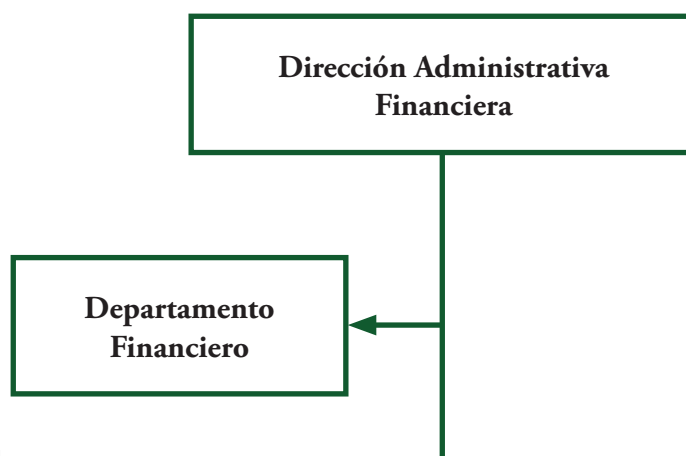 Dirección Administrativa
Financiera
Departamento
Financiero